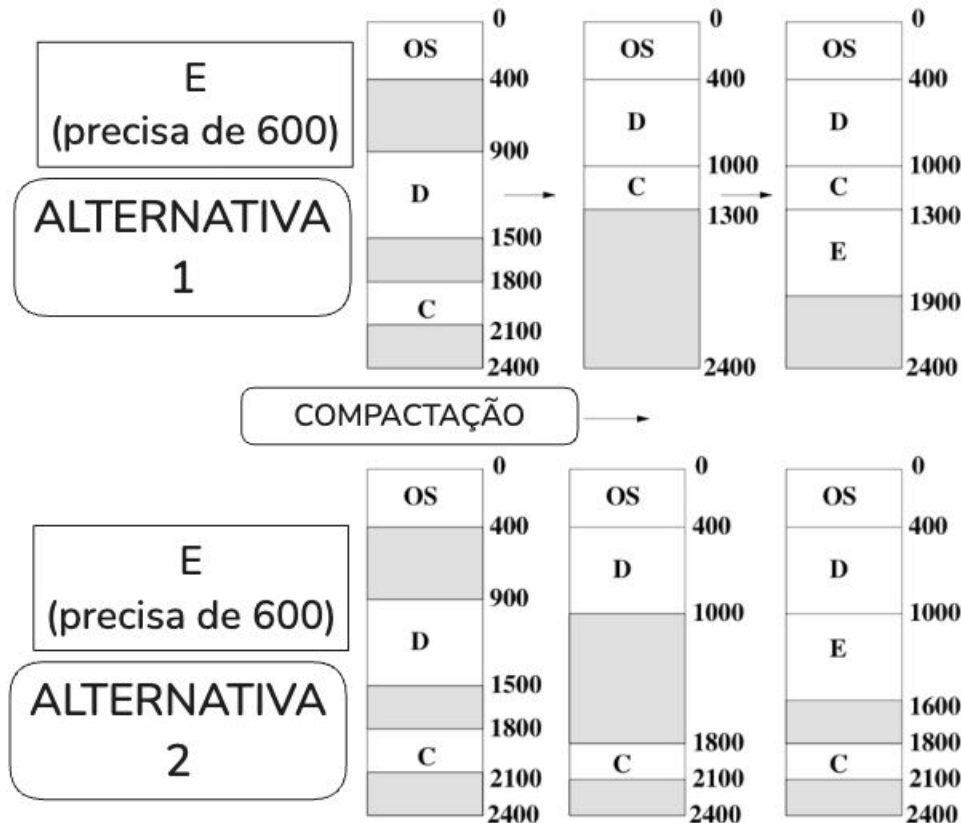 E
(precisa de 600)
ALTERNATIVA
1
0
OS
400
900
D
1500
1800
C
2100
2400
0
OS
400
D
1000
C
1300
2400
0
OS
400
D
1000
C
1300
E
1900
2400
COMPACTAÇÃO
E
(precisa de 600)
ALTERNATIVA
2
0
OS
400
900
D
1500
1800
C
2100
2400
0
OS
400
D
1000
1800
C
2100
2400
0
OS
400
D
1000
E
1600
1800
C
2100
2400